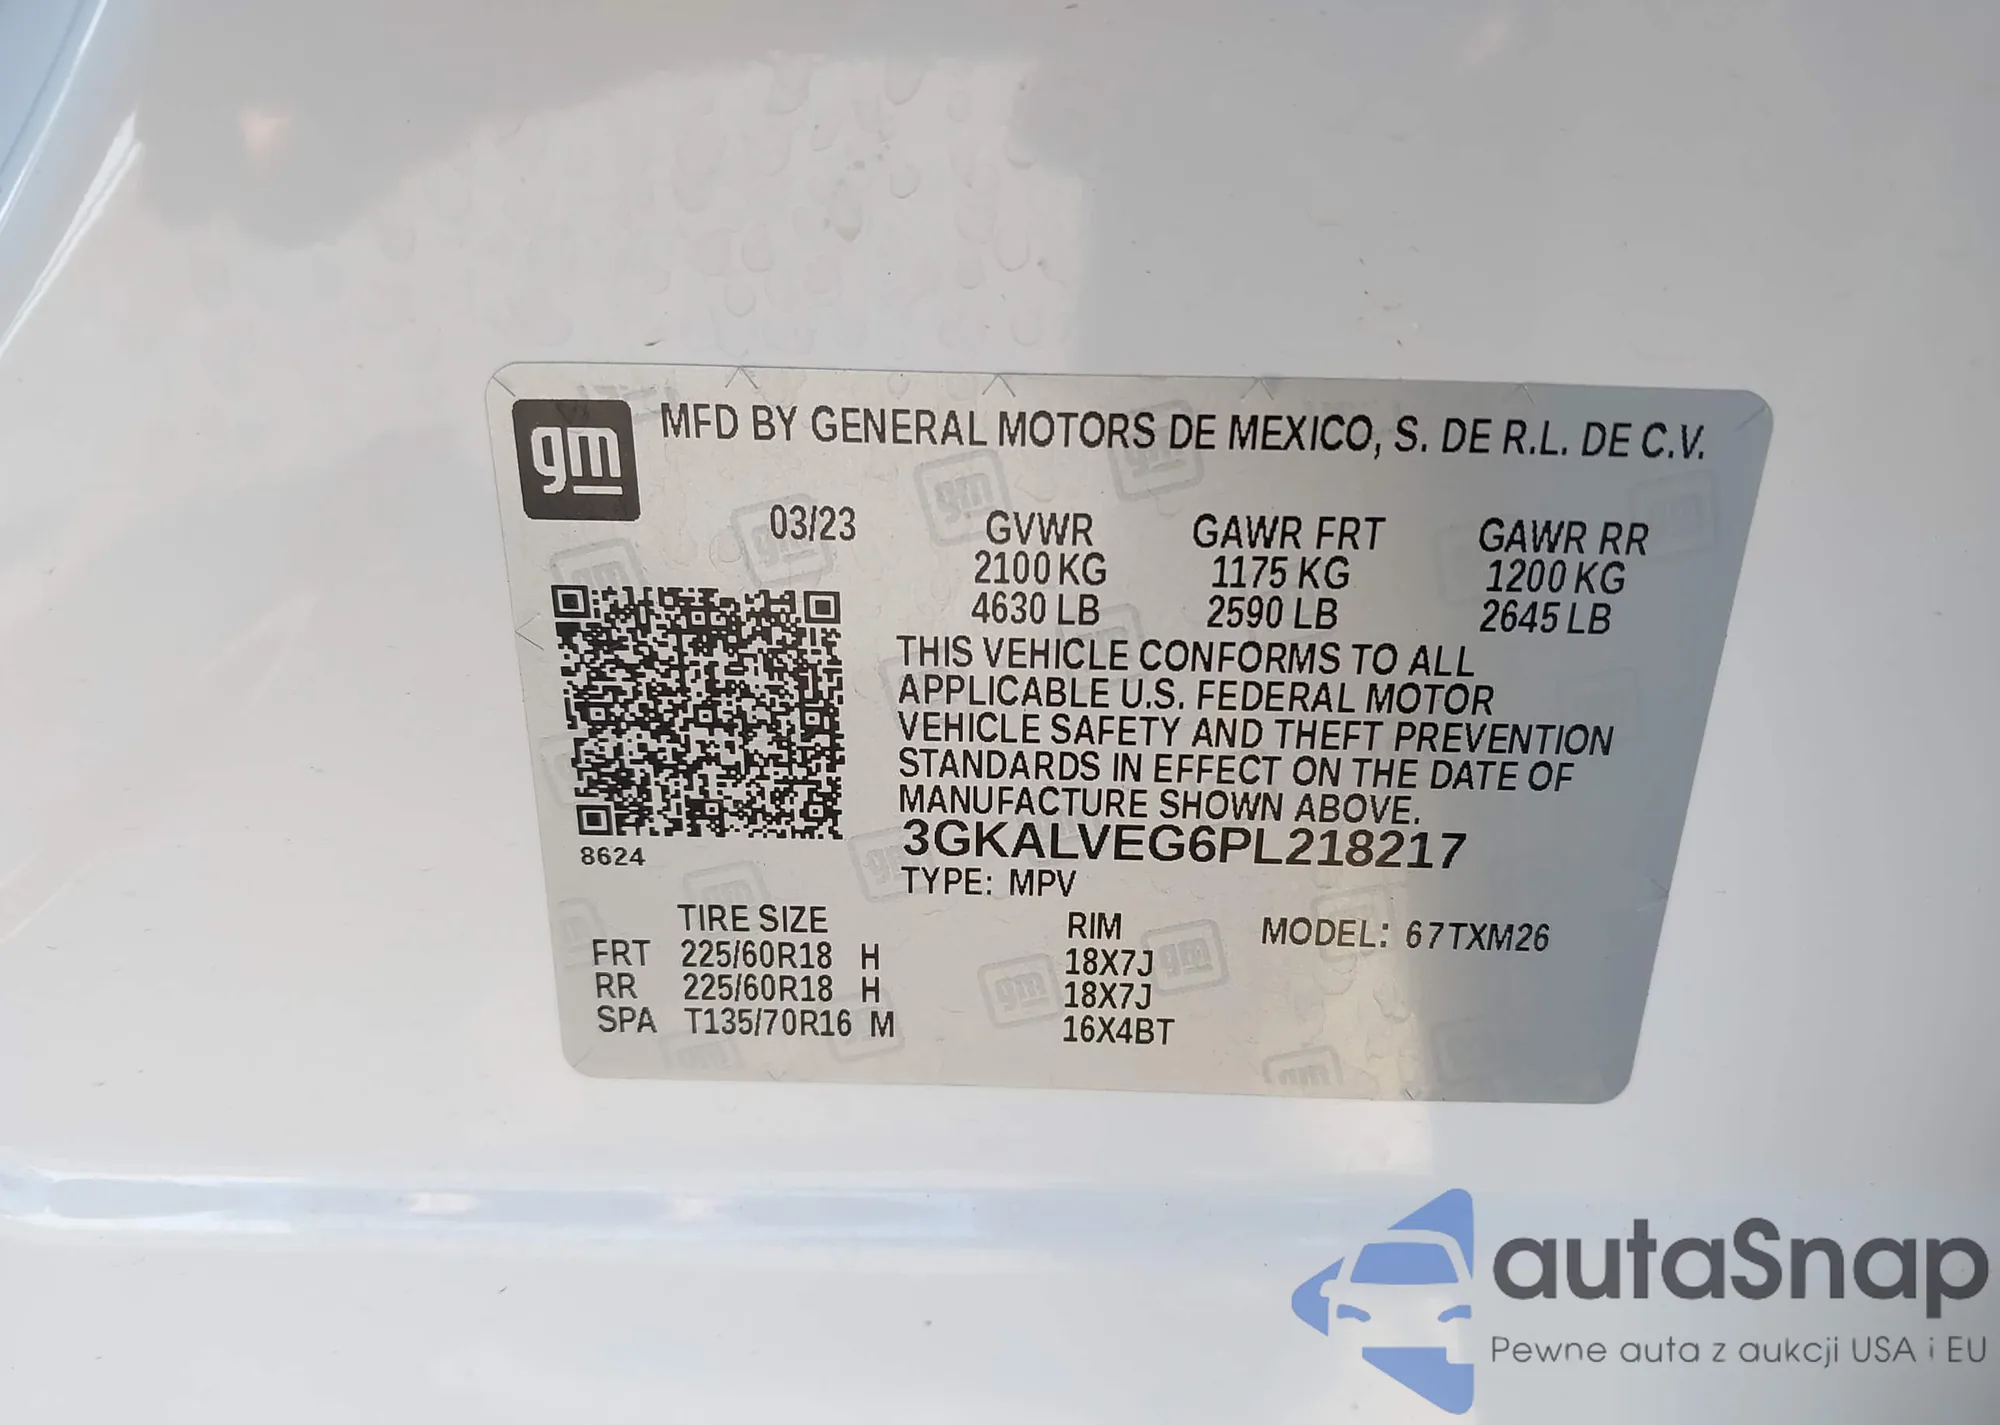 gm
MFD BY GENERAL MOTORS DE MEXICO, S. DE R.L. DE C.V.
03/23 GVWR GAWR FRT GAWR RR
2100 KG 1175 KG 1200 KG
4630 LB 2590 LB 2645 LB
THIS VEHICLE CONFORMS TO ALL
APPLICABLE U.S. FEDERAL MOTOR
VEHICLE SAFETY AND THEFT PREVENTION
STANDARDS IN EFFECT ON THE DATE OF
MANUFACTURE SHOWN ABOVE.
8624
3GKALVEG6PL218217
TYPE: MPV
TIRE SIZE RIM MODEL: 67TXM26
FRT 225/60R18 H 18X7J
RR 225/60R18 H 18X7J
SPA T135/70R16 M 16X4BT
autaSnap
Pewne auta z aukcji USA i EU